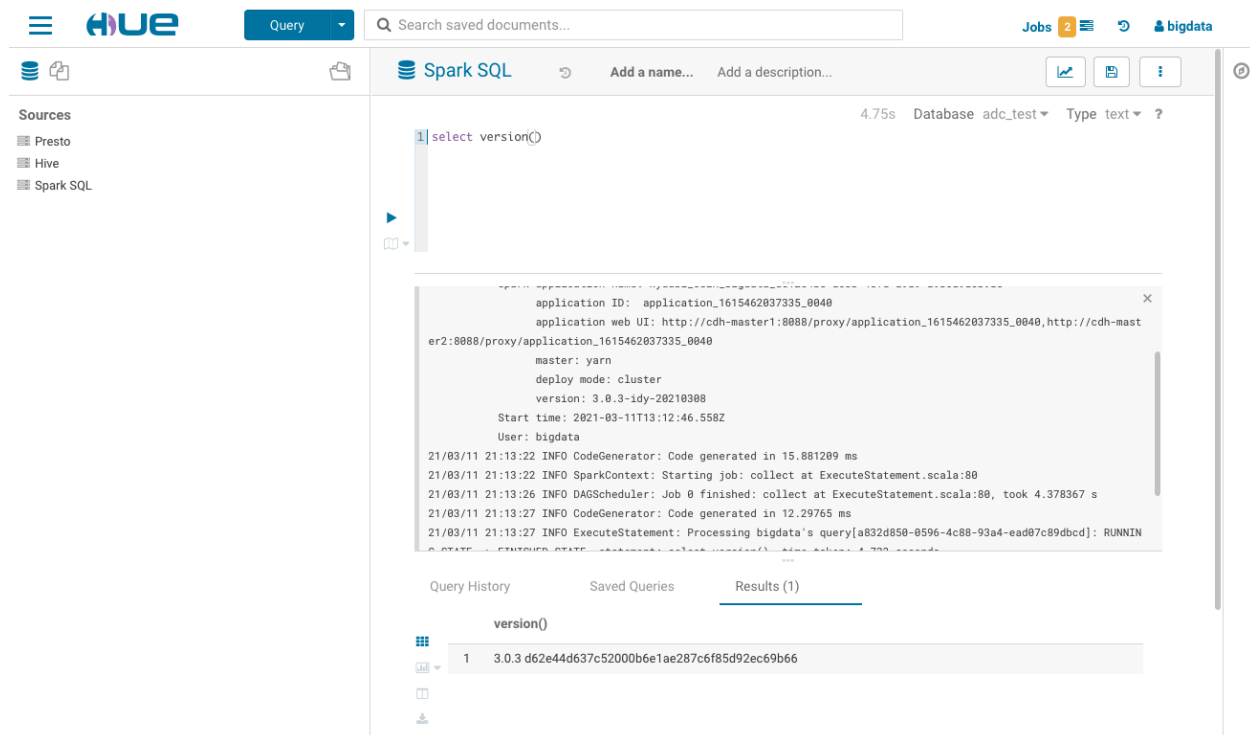 HUE
Query
Search saved documents...
Jobs 2
bigdata
Spark SQL
Add a name...
Add a description...
Sources
Presto
Hive
Spark SQL
4.75s Database adc_test Type text ?
1 select version()
application ID: application_1615462037335_0040
application web UI: http://cdh-master1:8088/proxy/application_1615462037335_0040,http://cdh-mast
er2:8088/proxy/application_1615462037335_0040
master: yarn
deploy mode: cluster
version: 3.0.3-idy-20210308
Start time: 2021-03-11T13:12:46.558Z
User: bigdata
21/03/11 21:13:22 INFO CodeGenerator: Code generated in 15.881209 ms
21/03/11 21:13:22 INFO SparkContext: Starting job: collect at ExecuteStatement.scala:80
21/03/11 21:13:26 INFO DAGScheduler: Job 0 finished: collect at ExecuteStatement.scala:80, took 4.378367 s
21/03/11 21:13:27 INFO CodeGenerator: Code generated in 12.29765 ms
21/03/11 21:13:27 INFO ExecuteStatement: Processing bigdata's query[a832d850-0596-4c88-93a4-ead07c89dbcd]: RUNNIN
Query History
Saved Queries
Results (1)
version()
1 3.0.3 d62e44d637c52000b6e1ae287c6f85d92ec69b66